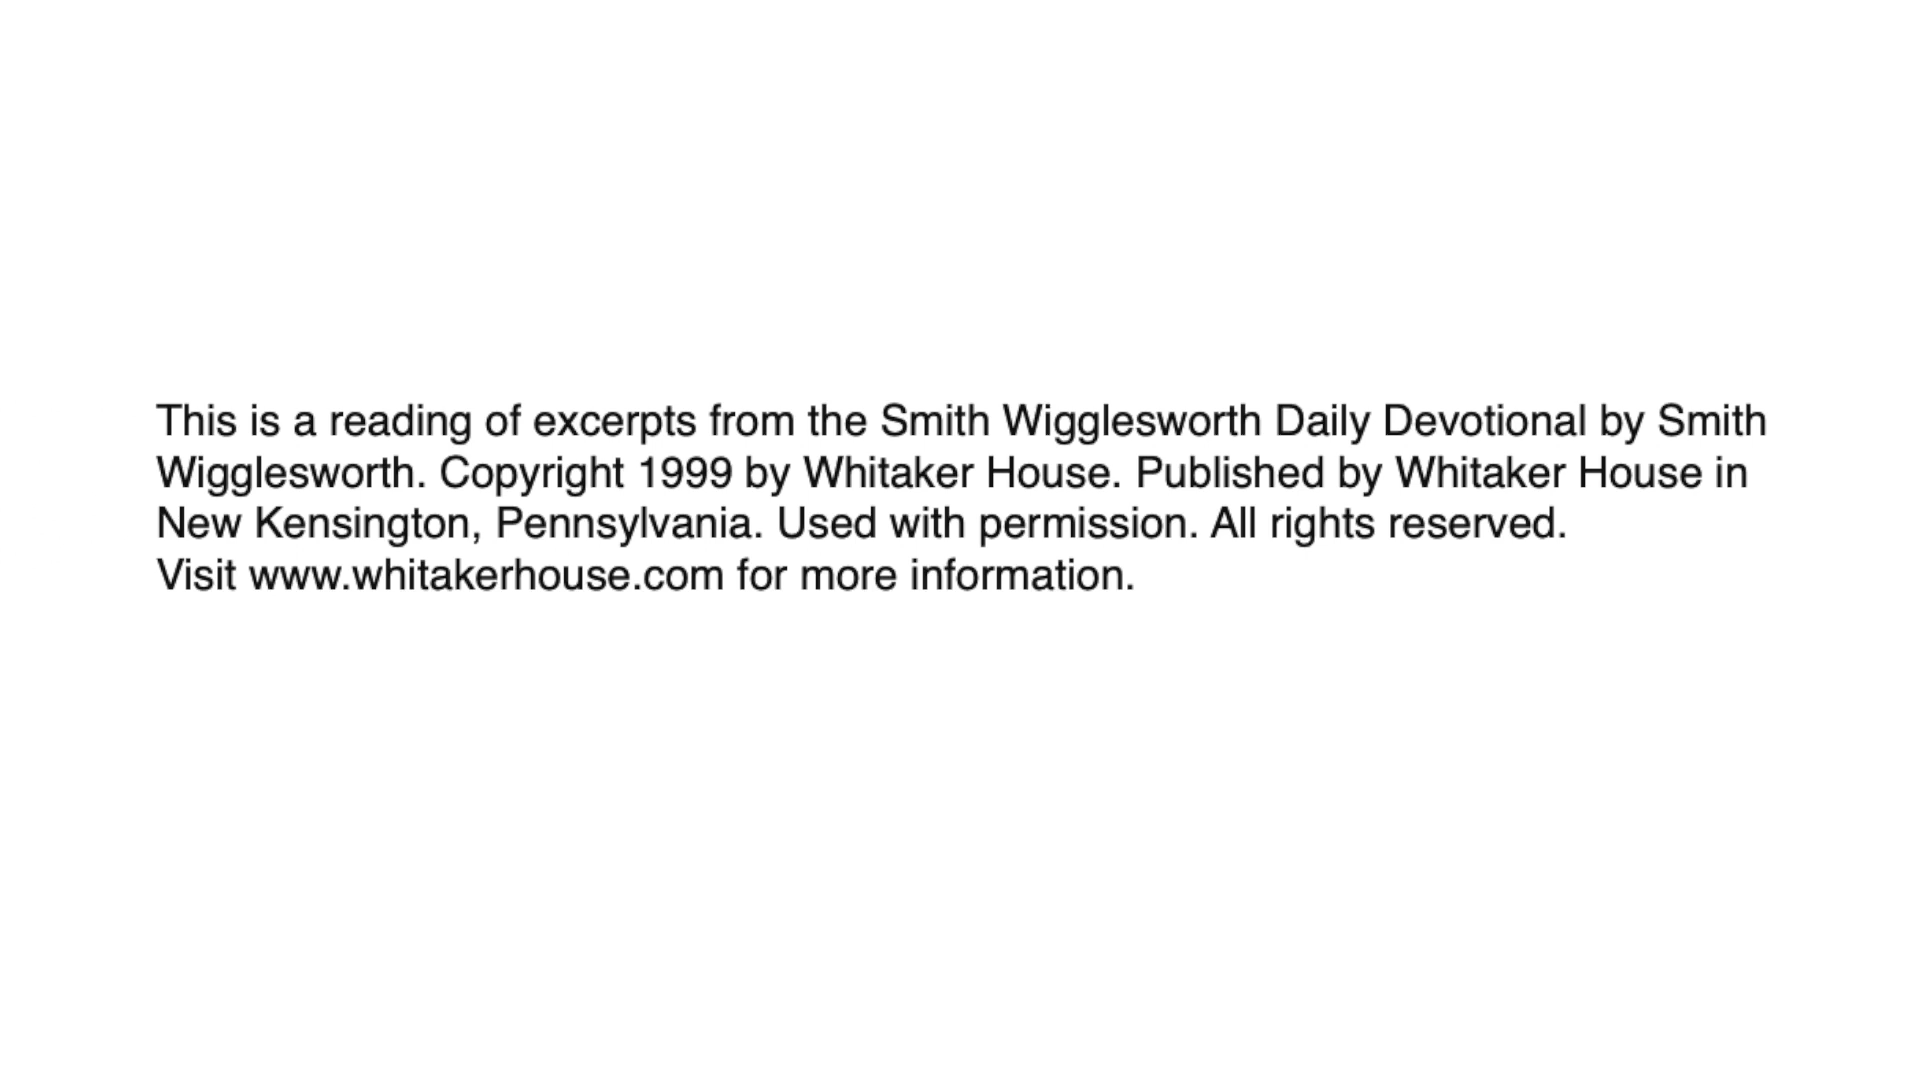 This is a reading of excerpts from the Smith Wigglesworth Daily Devotional by Smith
Wigglesworth. Copyright 1999 by Whitaker House. Published by Whitaker House in
New Kensington, Pennsylvania. Used with permission. All rights reserved.
Visit www.whitakerhouse.com for more information.